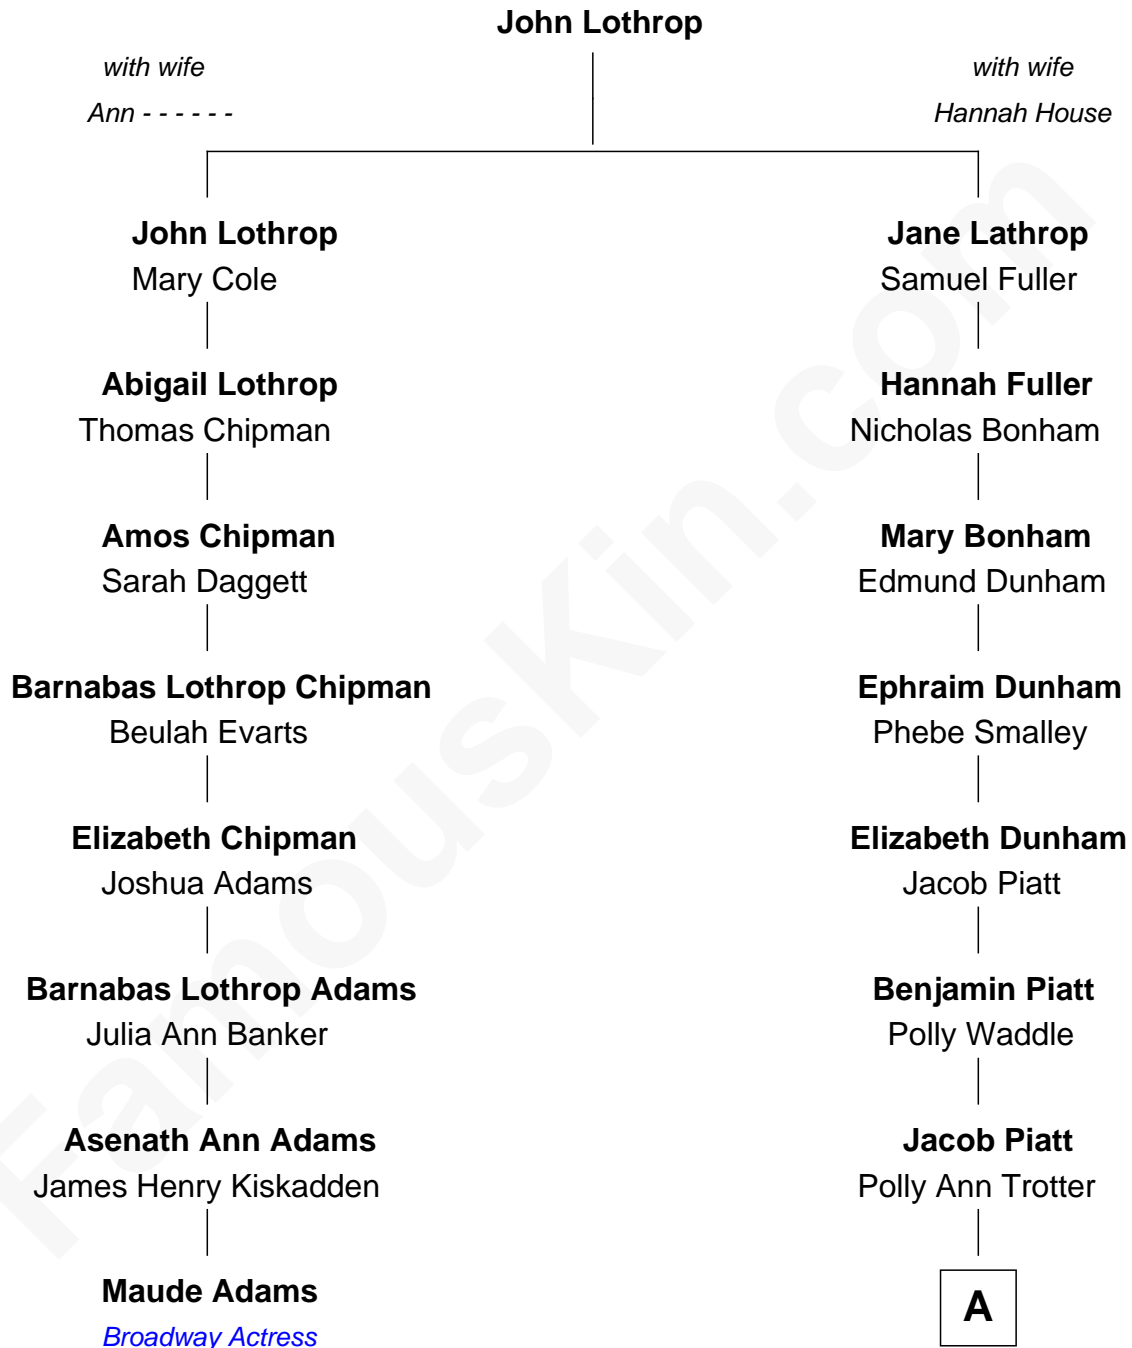 John Lothrop
with wife
Ann - - - - - -
with wife
Hannah House
John Lothrop
Mary Cole
Jane Lathrop
Samuel Fuller
Abigail Lothrop
Thomas Chipman
Hannah Fuller
Nicholas Bonham
Amos Chipman
Sarah Daggett
Mary Bonham
Edmund Dunham
Barnabas Lothrop Chipman
Beulah Evarts
Ephraim Dunham
Phebe Smalley
Elizabeth Chipman
Joshua Adams
Elizabeth Dunham
Jacob Piatt
Barnabas Lothrop Adams
Julia Ann Banker
Benjamin Piatt
Polly Waddle
Asenath Ann Adams
James Henry Kiskadden
Jacob Piatt
Polly Ann Trotter
Maude Adams
Broadway Actress
A
FamousKin.com